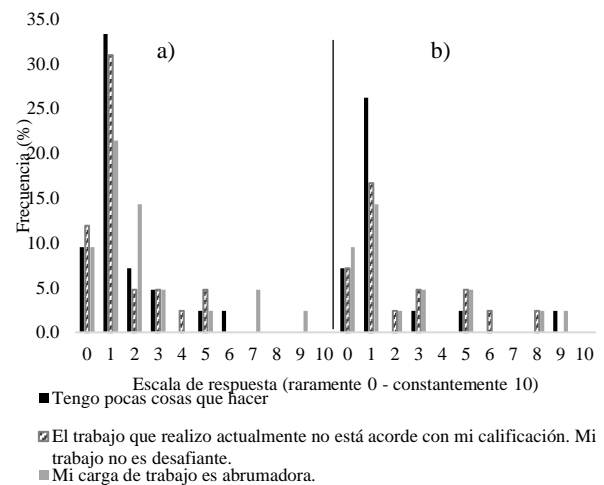 35.0
30.0
25.0
20.0
15.0
10.0
5.0
0.0
Frecuencia (%)
a)
b)
0 1 2 3 4 5 6 7 8 9 10 0 1 2 3 4 5 6 7 8 9 10
Escala de respuesta (raramente 0 - constantemente 10)
Tengo pocas cosas que hacer
El trabajo que realizo actualmente no está acorde con mi calificación. Mi
trabajo no es desafiante.
Mi carga de trabajo es abrumadora.